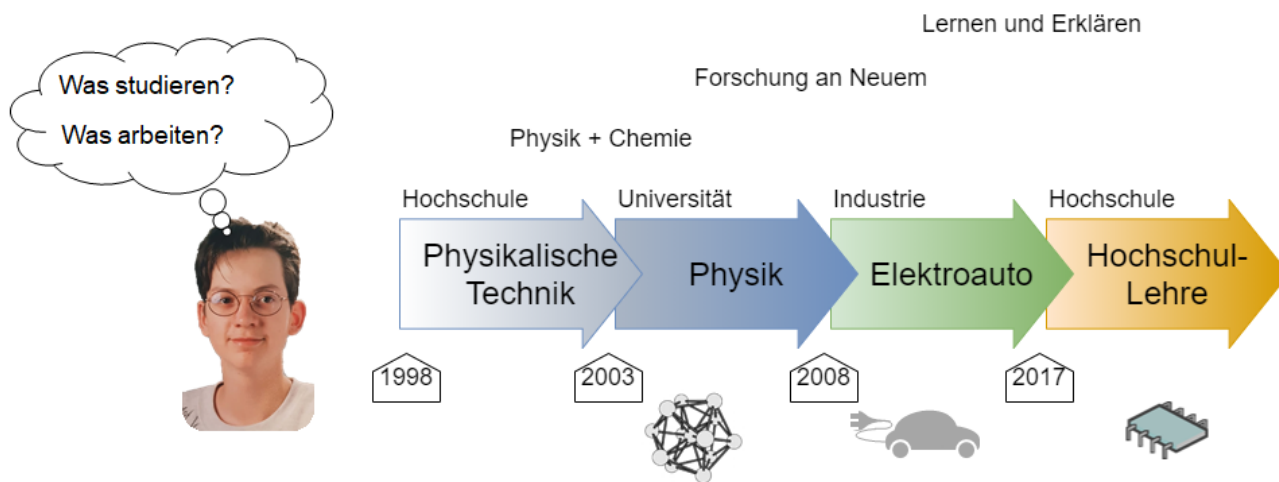 Lernen und Erklären
Forschung an Neuem
Was studieren?
Was arbeiten?
Physik + Chemie
Hochschule
Universität
Industrie
Hochschule
Physikalische
Technik
Physik
Elektroauto
Hochschul-
Lehre
1998
2003
2008
2017